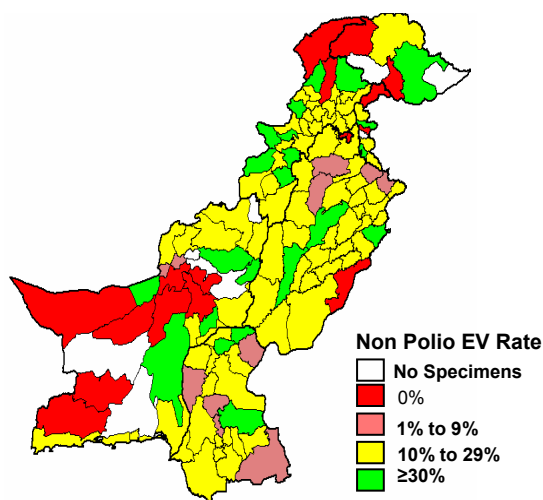 Non Polio EV Rate
No Specimens
0%
1% to 9%
10% to 29%
≥30%